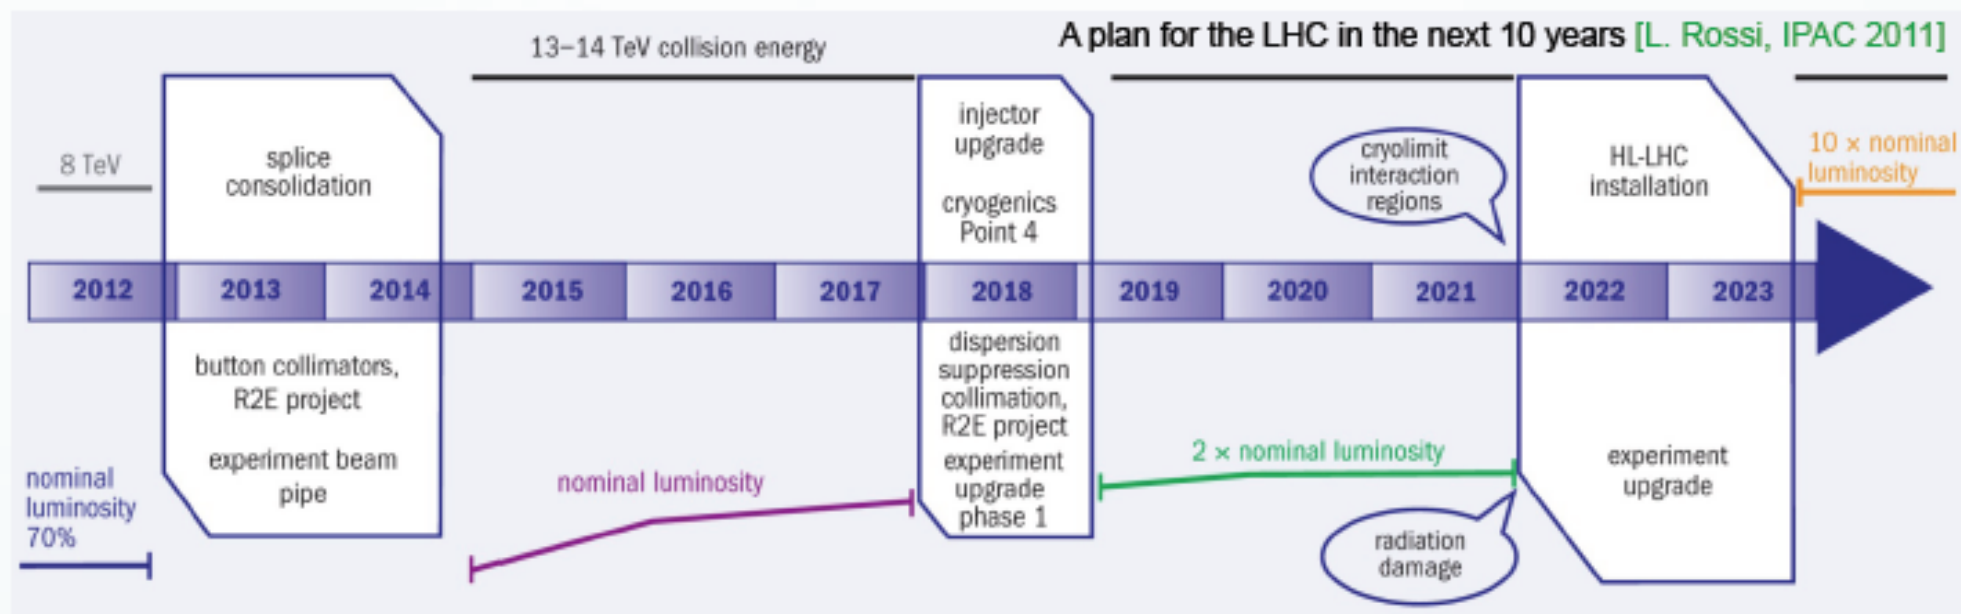 A plan for the LHC in the next 10 years [L. Rossi, IPAC 2011]
13–14 TeV collision energy
8 TeV
splice
consolidation
injector
upgrade
cryogenics
Point 4
cryolimit
interaction
regions
HL-LHC
installation
10 × nominal
luminosity
2012
2013
2014
2015
2016
2017
2018
2019
2020
2021
2022
2023
nominal
luminosity
70%
button collimators,
R2E project
experiment beam
pipe
nominal luminosity
dispersion
suppression
collimation,
R2E project
experiment
upgrade
phase 1
2 × nominal luminosity
radiation
damage
experiment
upgrade